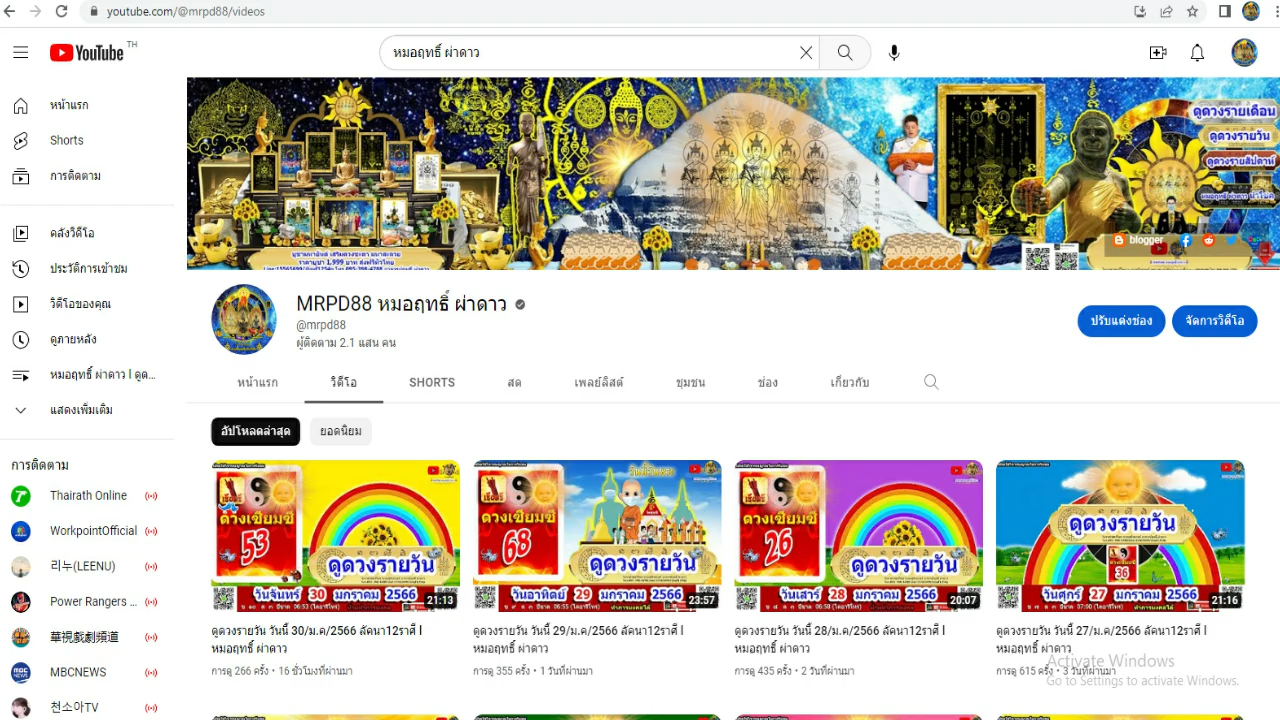 youtube.com/@mrpd88/videos
YouTube TH
หมอฤทธิ์ ผ่าดาว
หน้าแรก
Shorts
การติดตาม
คลังวิดีโอ
ประวัติการเข้าชม
วิดีโอของคุณ
ดูภายหลัง
หมอฤทธิ์ ผ่าดาว l ดูด...
แสดงเพิ่มเติม
การติดตาม
Thairath Online
WorkpointOfficial
리누(LEENU)
Power Rangers ...
華視戲劇頻道
MBCNEWS
천소아TV
ดูดวงรายเดือน
ดูดวงรายวัน
ดูดวงรายสัปดาห์
blogger
MRPD88 หมอฤทธิ์ ผ่าดาว
@mrpd88
ผู้ติดตาม 2.1 แสน คน
ปรับแต่งช่อง
จัดการวิดีโอ
หน้าแรก วิดีโอ SHORTS สด เพลย์ลิสต์ ชุมชน ช่อง เกี่ยวกับ
อัปโหลดล่าสุด ยอดนิยม
ดวงเซียมซี
53
ดูดวงรายวัน
วันจันทร์ 30 มกราคม 2566
21:13
ดวงเซียมซี
68
ดูดวงรายวัน
วันอาทิตย์ 29 มกราคม 2566
23:57
ดวงเซียมซี
26
ดูดวงรายวัน
วันเสาร์ 28 มกราคม 2566
20:07
ดูดวงรายวัน
36
วันศุกร์ 27 มกราคม 2566
21:16
ดูดวงรายวัน วันนี้ 30/ม.ค/2566 ลัคนา12ราศี l
หมอฤทธิ์ ผ่าดาว
การดู 266 ครั้ง • 16 ชั่วโมงที่ผ่านมา
ดูดวงรายวัน วันนี้ 29/ม.ค/2566 ลัคนา12ราศี l
หมอฤทธิ์ ผ่าดาว
การดู 355 ครั้ง • 1 วันที่ผ่านมา
ดูดวงรายวัน วันนี้ 28/ม.ค/2566 ลัคนา12ราศี l
หมอฤทธิ์ ผ่าดาว
การดู 435 ครั้ง • 2 วันที่ผ่านมา
ดูดวงรายวัน วันนี้ 27/ม.ค/2566 ลัคนา12ราศี l
หมอฤทธิ์ ผ่าดาว
การดู 615 ครั้ง • 3 วันที่ผ่านมา
Activate Windows
Go to Settings to activate Windows.